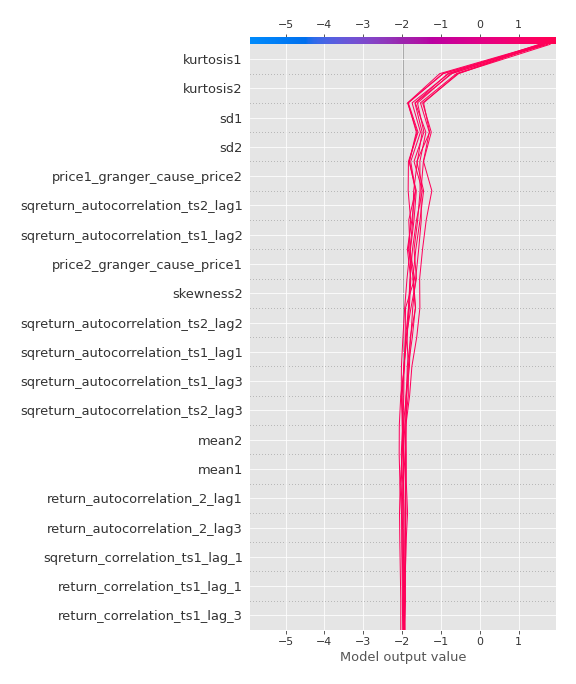 −5 −4 −3 −2 −1 0 1
kurtosis1
kurtosis2
sd1
sd2
price1_granger_cause_price2
sqreturn_autocorrelation_ts2_lag1
sqreturn_autocorrelation_ts1_lag2
price2_granger_cause_price1
skewness2
sqreturn_autocorrelation_ts2_lag2
sqreturn_autocorrelation_ts1_lag1
sqreturn_autocorrelation_ts1_lag3
sqreturn_autocorrelation_ts2_lag3
mean2
mean1
return_autocorrelation_2_lag1
return_autocorrelation_2_lag3
sqreturn_correlation_ts1_lag_1
return_correlation_ts1_lag_1
return_correlation_ts1_lag_3
−5 −4 −3 −2 −1 0 1
Model output value